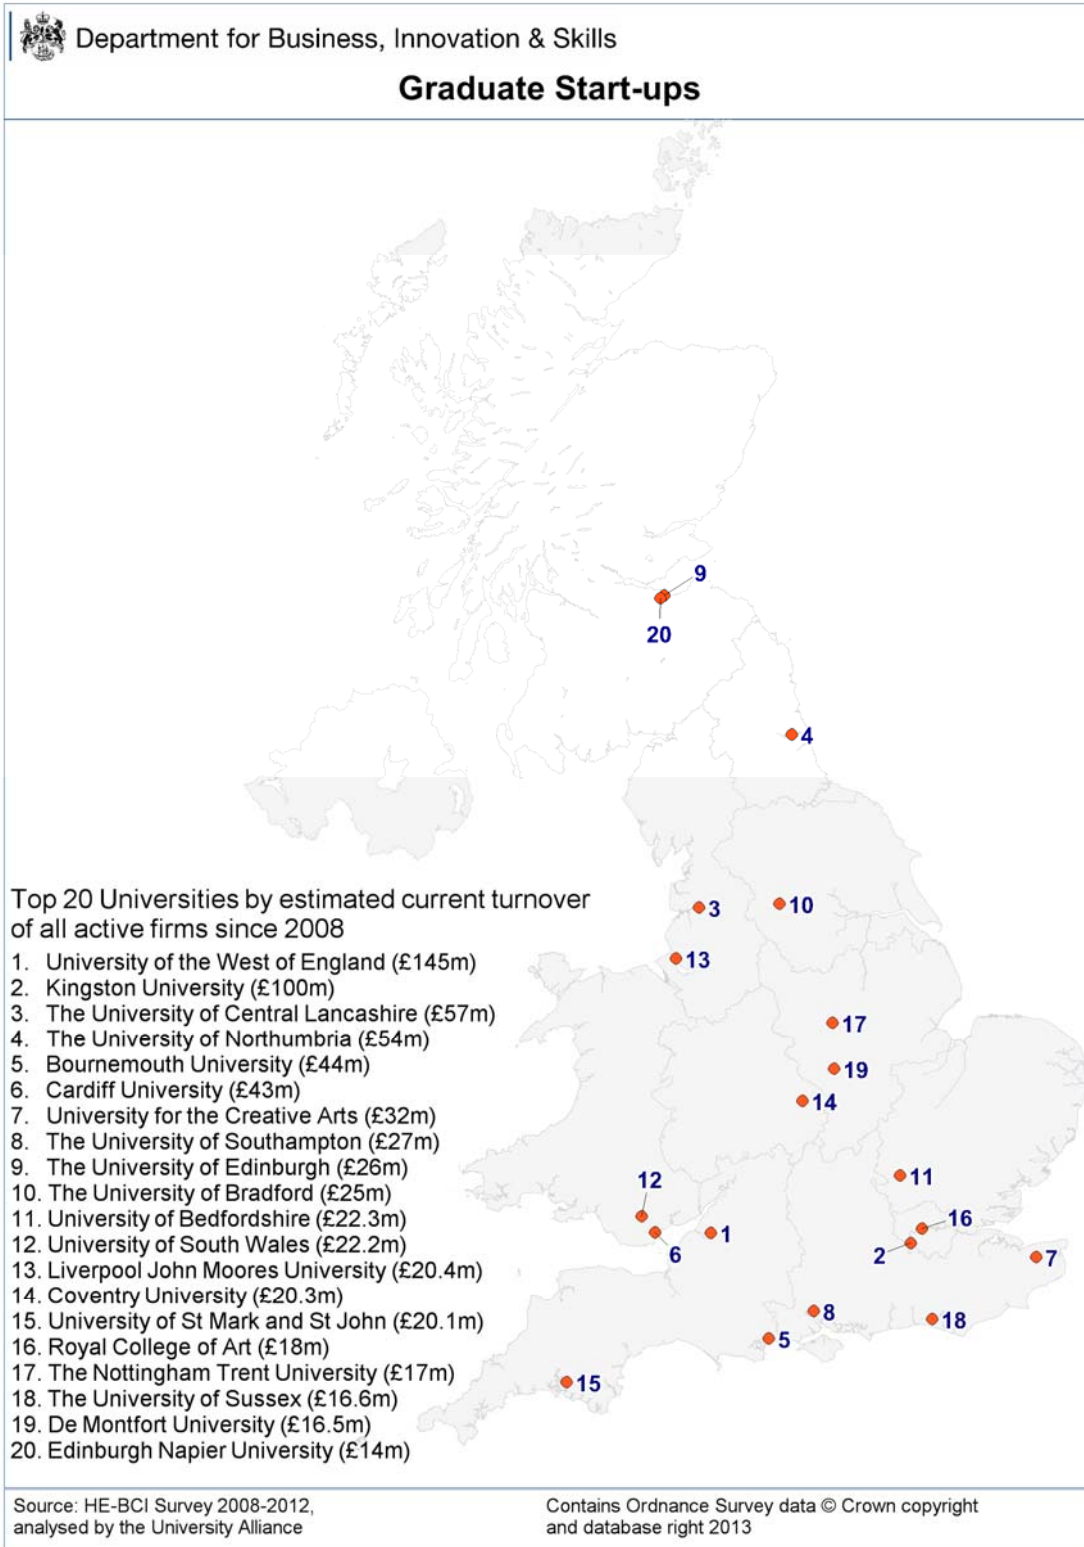 Department for Business, Innovation & Skills
Graduate Start-ups
9
20
4
3
10
13
17
19
14
11
12
16
1
6
2
7
8
18
5
15
Top 20 Universities by estimated current turnover
of all active firms since 2008
1. University of the West of England (£145m)
2. Kingston University (£100m)
3. The University of Central Lancashire (£57m)
4. The University of Northumbria (£54m)
5. Bournemouth University (£44m)
6. Cardiff University (£43m)
7. University for the Creative Arts (£32m)
8. The University of Southampton (£27m)
9. The University of Edinburgh (£26m)
10. The University of Bradford (£25m)
11. University of Bedfordshire (£22.3m)
12. University of South Wales (£22.2m)
13. Liverpool John Moores University (£20.4m)
14. Coventry University (£20.3m)
15. University of St Mark and St John (£20.1m)
16. Royal College of Art (£18m)
17. The Nottingham Trent University (£17m)
18. The University of Sussex (£16.6m)
19. De Montfort University (£16.5m)
20. Edinburgh Napier University (£14m)
Source: HE-BCI Survey 2008-2012,
analysed by the University Alliance
Contains Ordnance Survey data © Crown copyright
and database right 2013